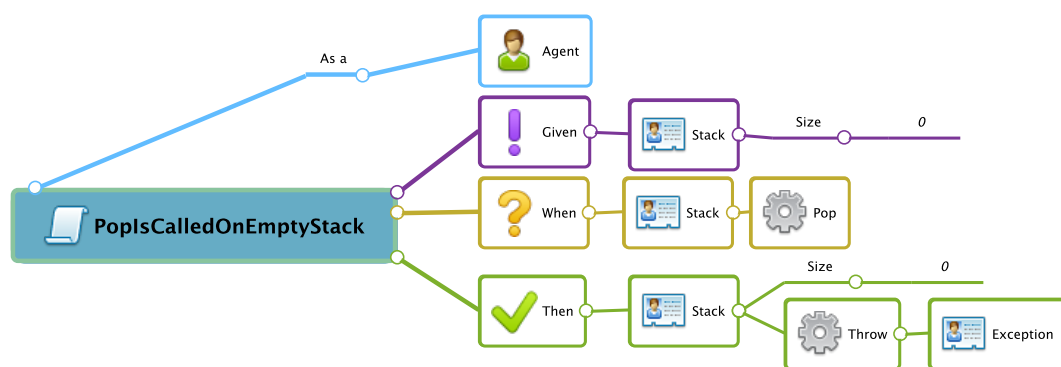 As a
Agent
Given
Stack
Size
0
PopIsCalledOnEmptyStack
When
Stack
Pop
Then
Stack
Size
0
Throw
Exception